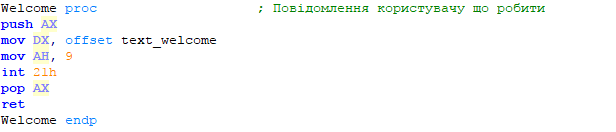 Welcome proc ; Повідомлення користувачу що робити
push AX
mov DX, offset text_welcome
mov AH, 9
int 21h
pop AX
ret
Welcome endp